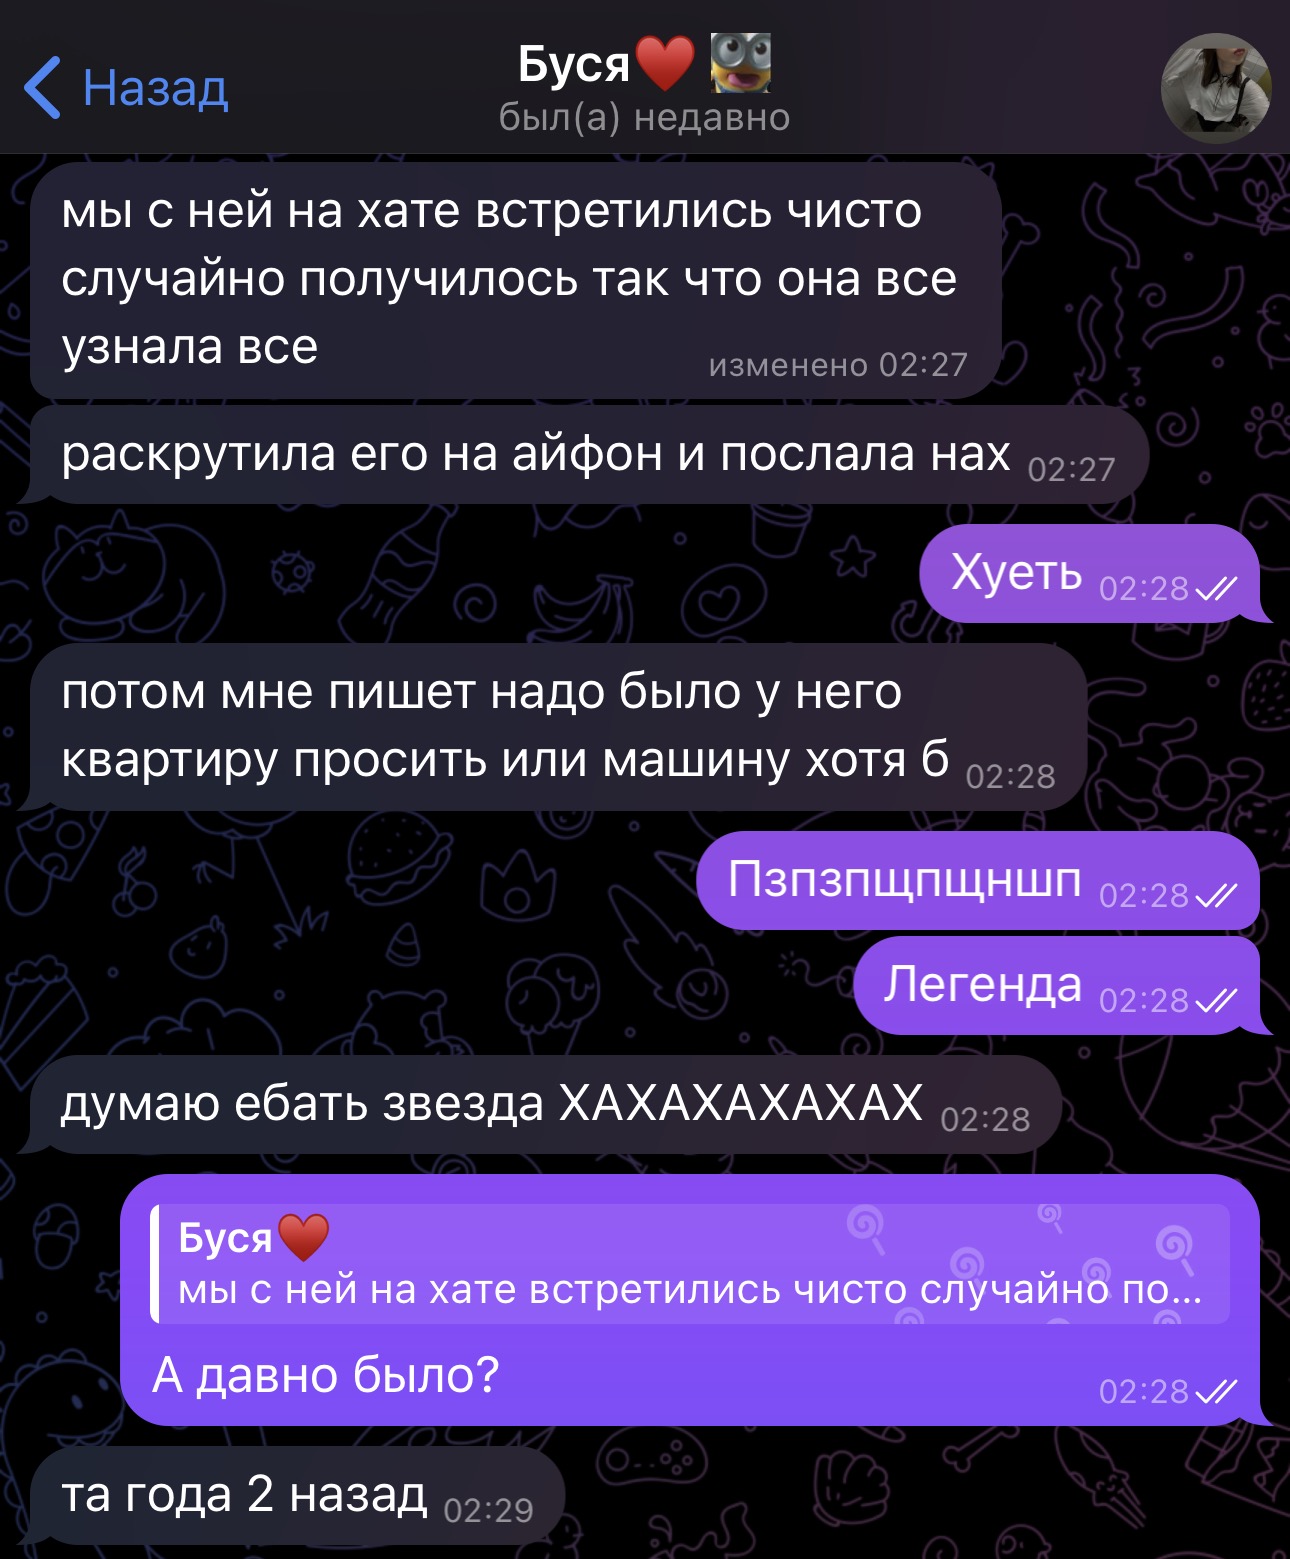 Назад
Буся❤️
был(а) недавно
мы с ней на хате встретились чисто
случайно получилось так что она все
узнала все
изменено 02:27
раскрутила его на айфон и послала нах 02:27
Хуеть 02:28
потом мне пишет надо было у него
квартиру просить или машину хотя б 02:28
Пзпзпщпщншп 02:28
Легенда 02:28
думаю ебать звезда ХАХАХАХАХАХ 02:28
Буся❤️
мы с ней на хате встретились чисто случайно по...
А давно было? 02:28
та года 2 назад 02:29